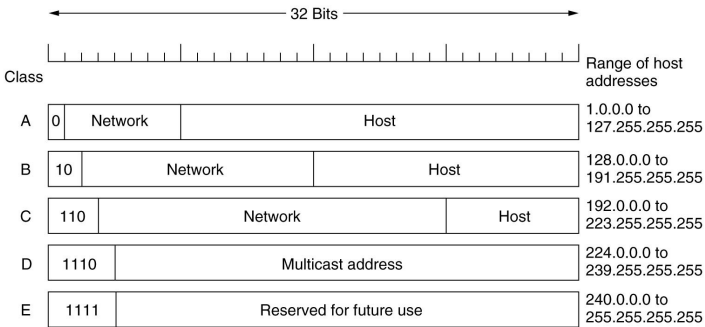 32 Bits
Range of host
addresses
Class
A 0 Network Host 1.0.0.0 to
127.255.255.255
B 10 Network Host 128.0.0.0 to
191.255.255.255
C 110 Network Host 192.0.0.0 to
223.255.255.255
D 1110 Multicast address 224.0.0.0 to
239.255.255.255
E 1111 Reserved for future use 240.0.0.0 to
255.255.255.255